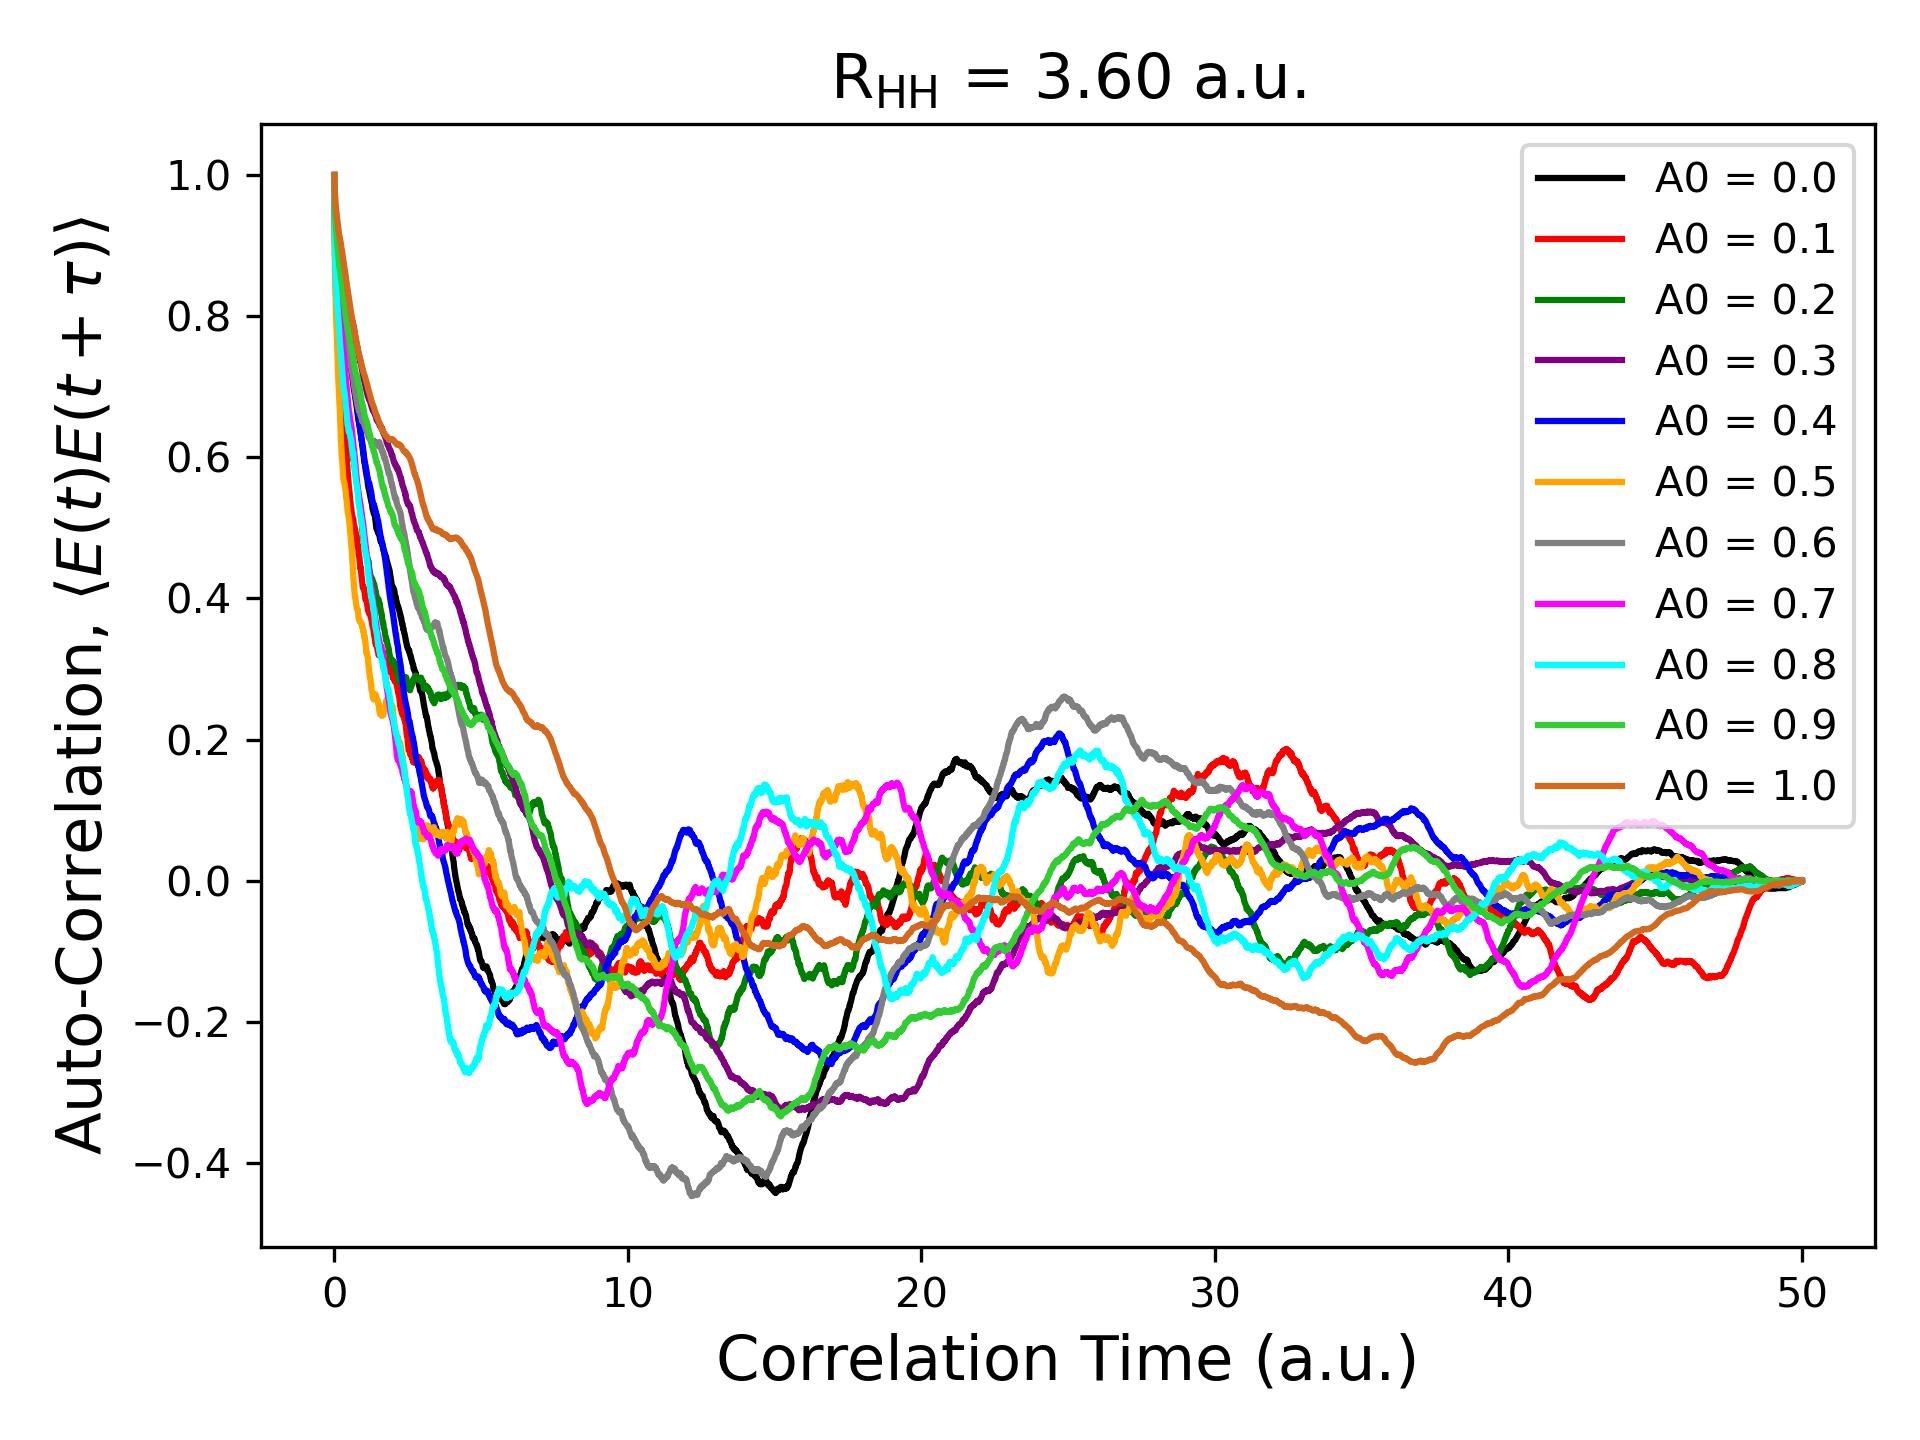 R_HH = 3.60 a.u.
Auto-Correlation, ⟨E(t)E(t + τ)⟩
1.0
0.8
0.6
0.4
0.2
0.0
−0.2
−0.4
A0 = 0.0
A0 = 0.1
A0 = 0.2
A0 = 0.3
A0 = 0.4
A0 = 0.5
A0 = 0.6
A0 = 0.7
A0 = 0.8
A0 = 0.9
A0 = 1.0
0 10 20 30 40 50
Correlation Time (a.u.)